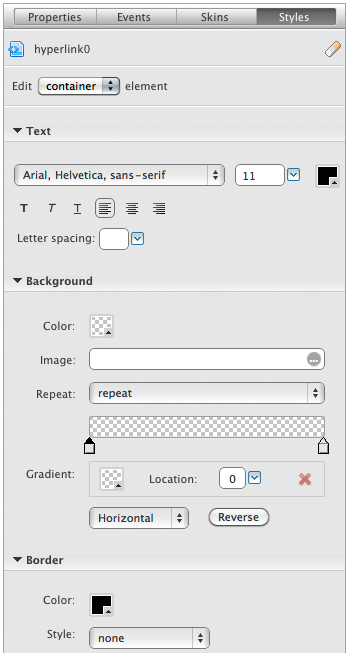 Properties Events Skins Styles
hyperlink0
Edit container element
Text
Arial, Helvetica, sans-serif 11
T T T
Letter spacing:
Background
Color:
Image:
Repeat: repeat
Gradient: Location: 0
Horizontal Reverse
Border
Color:
Style: none